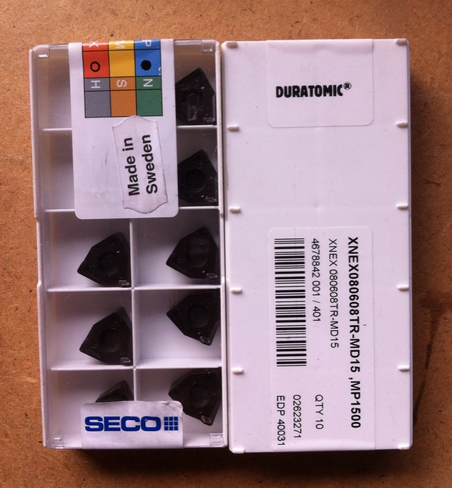 P M K
N S H
Made in
Sweden
SECO
DURATOMIC®
XNEX080608TR-MD15 ,MP1500
XNEX 080608TR-MD15
4678842 001 / 401
QTY 10
02623271
EDP 40031